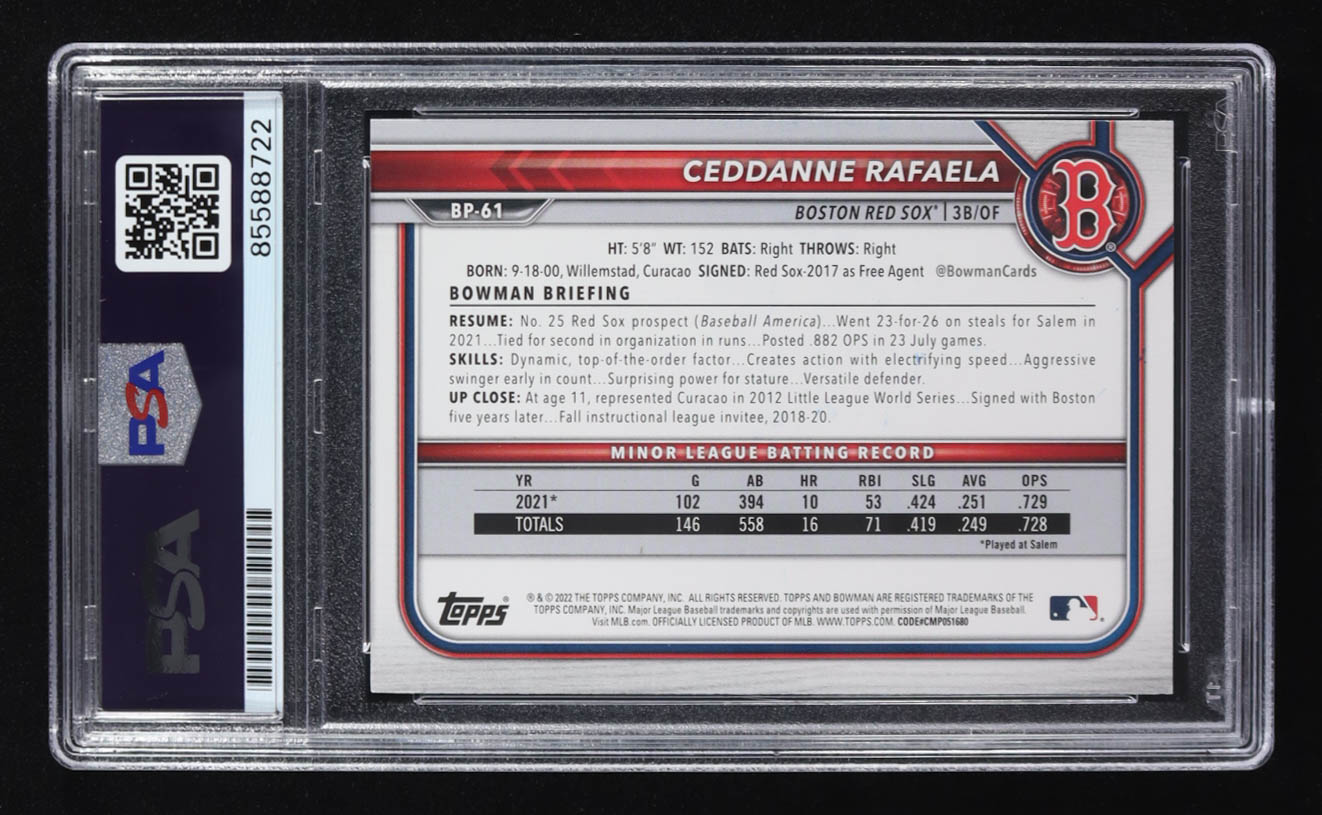 85588722
PSA
PSA
CEDDANNE RAFAELA
BP-61
BOSTON RED SOX® | 3B/OF
B®
HT: 5'8" WT: 152 BATS: Right THROWS: Right
BORN: 9-18-00, Willemstad, Curacao SIGNED: Red Sox-2017 as Free Agent @BowmanCards
BOWMAN BRIEFING
RESUME: No. 25 Red Sox prospect (Baseball America)...Went 23-for-26 on steals for Salem in
2021...Tied for second in organization in runs...Posted .882 OPS in 23 July games.
SKILLS: Dynamic, top-of-the-order factor...Creates action with electrifying speed...Aggressive
swinger early in count...Surprising power for stature...Versatile defender.
UP CLOSE: At age 11, represented Curacao in 2012 Little League World Series...Signed with Boston
five years later...Fall instructional league invitee, 2018-20.
MINOR LEAGUE BATTING RECORD
YR G AB HR RBI SLG AVG OPS
2021* 102 394 10 53 .424 .251 .729
TOTALS 146 558 16 71 .419 .249 .728
*Played at Salem
topps®
® & © 2022 THE TOPPS COMPANY, INC. ALL RIGHTS RESERVED. TOPPS AND BOWMAN ARE REGISTERED TRADEMARKS OF THE
TOPPS COMPANY, INC. Major League Baseball trademarks and copyrights are used with permission of Major League Baseball.
Visit MLB.com. OFFICIALLY LICENSED PRODUCT OF MLB. WWW.TOPPS.COM. CODE#CMP051680
PSA